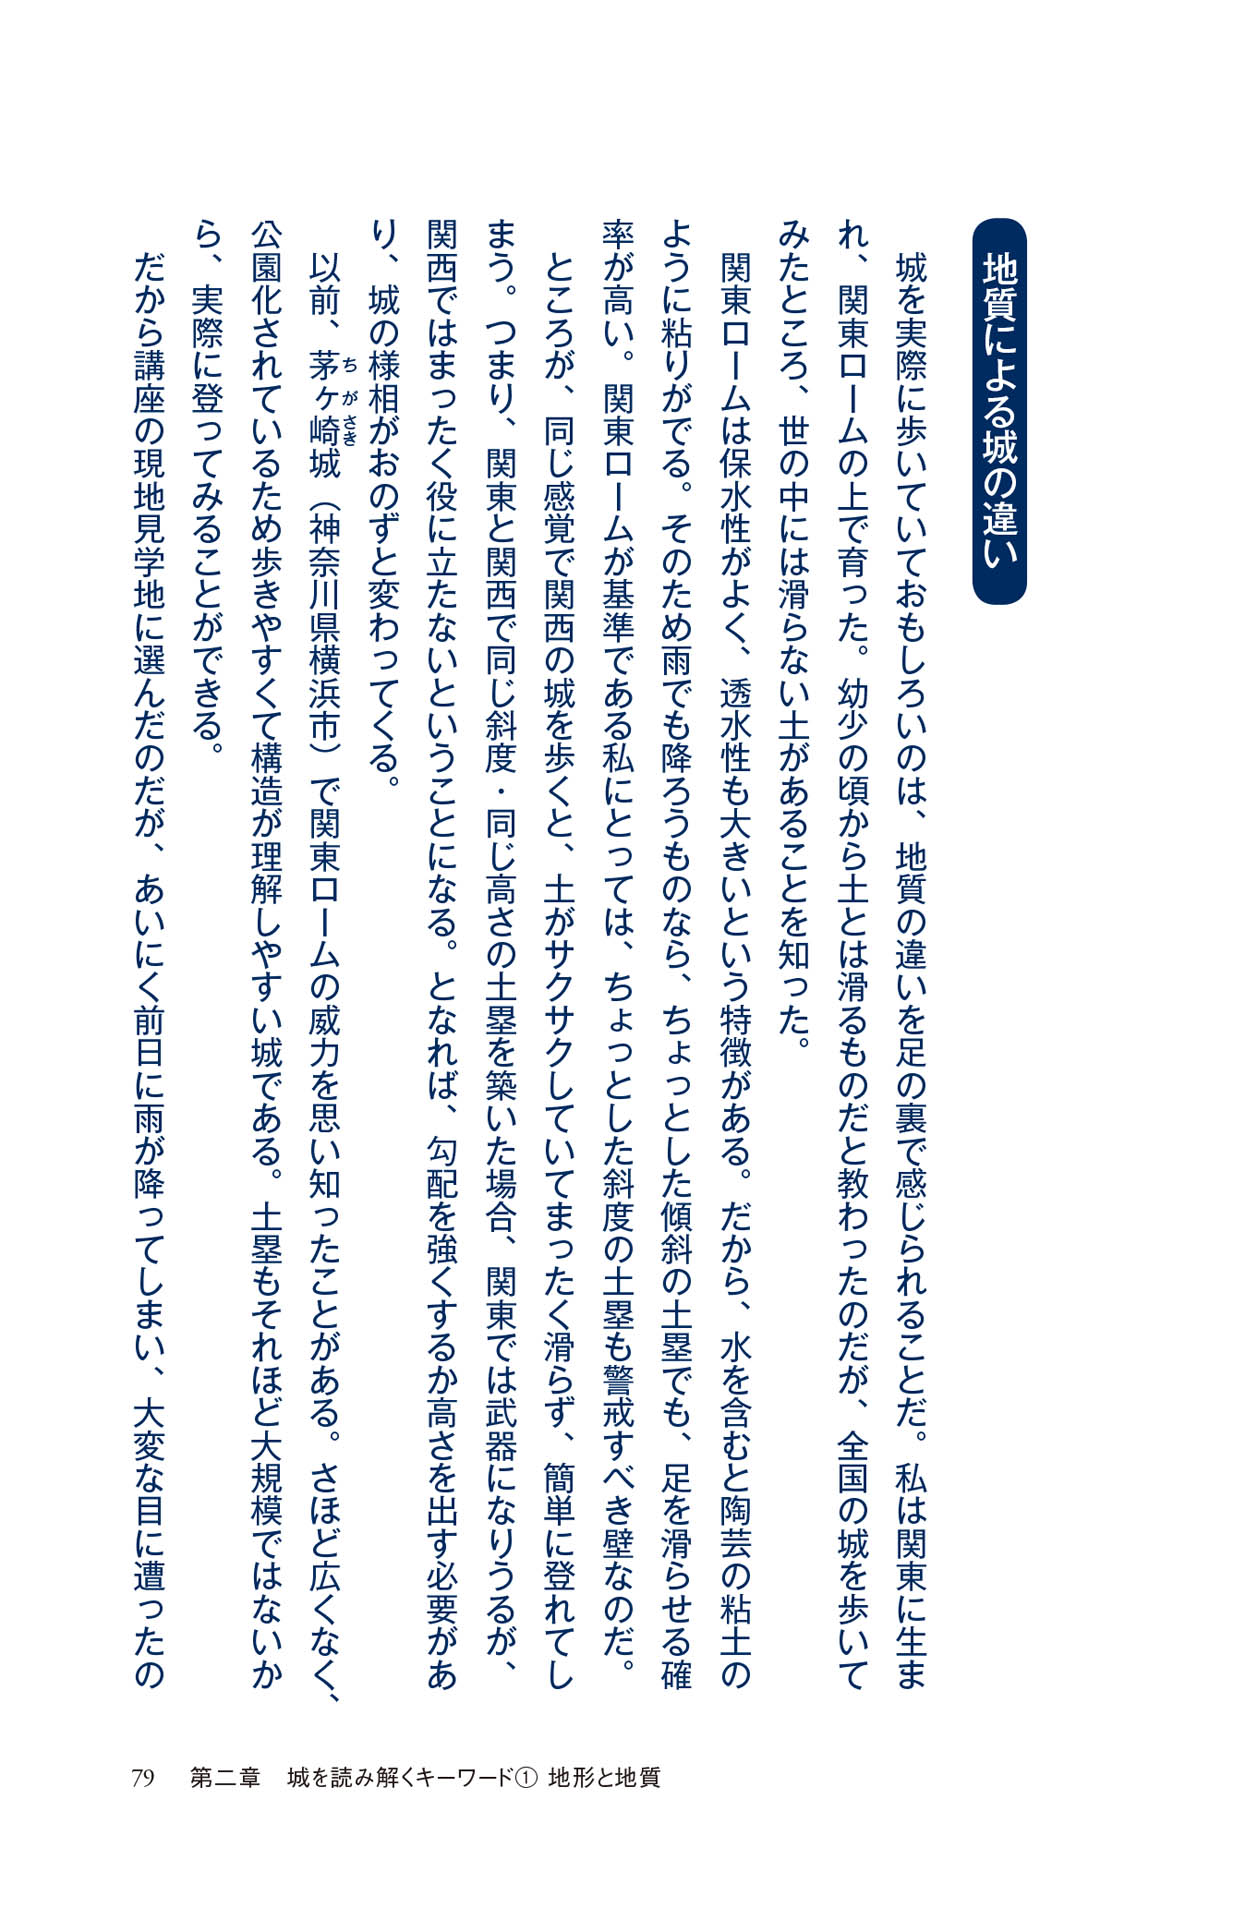 地質による城の違い
城を実際に歩いていておもしろいのは、地質の違いを足の裏で感じられることだ。私は関東に生ま
れ、関東ロームの上で育った。幼少の頃から土とは滑るものだと教わったのだが、全国の城を歩いて
みたところ、世の中には滑らない土があることを知った。
関東ロームは保水性がよく、透水性も大きいという特徴がある。だから、水を含むと陶芸の粘土の
ように粘りがでる。そのため雨でも降ろうものなら、ちょっとした傾斜の土塁でも、足を滑らせる確
率が高い。関東ロームが基準である私にとっては、ちょっとした斜度の土塁も警戒すべき壁なのだ。
ところが、同じ感覚で関西の城を歩くと、土がサクサクしていてまったく滑らず、簡単に登れてし
まう。つまり、関東と関西で同じ斜度・同じ高さの土塁を築いた場合、関東では武器になりうるが、
関西ではまったく役に立たないということになる。となれば、勾配を強くするか高さを出す必要があ
り、城の様相がおのずと変わってくる。
以前、茅ヶ崎城（神奈川県横浜市）で関東ロームの威力を思い知ったことがある。さほど広くなく、
ちがさき
公園化されているため歩きやすくて構造が理解しやすい城である。土塁もそれほど大規模ではないか
ら、実際に登ってみることができる。
だから講座の現地見学地に選んだのだが、あいにく前日に雨が降ってしまい、大変な目に遭ったの
79　第二章　城を読み解くキーワード① 地形と地質